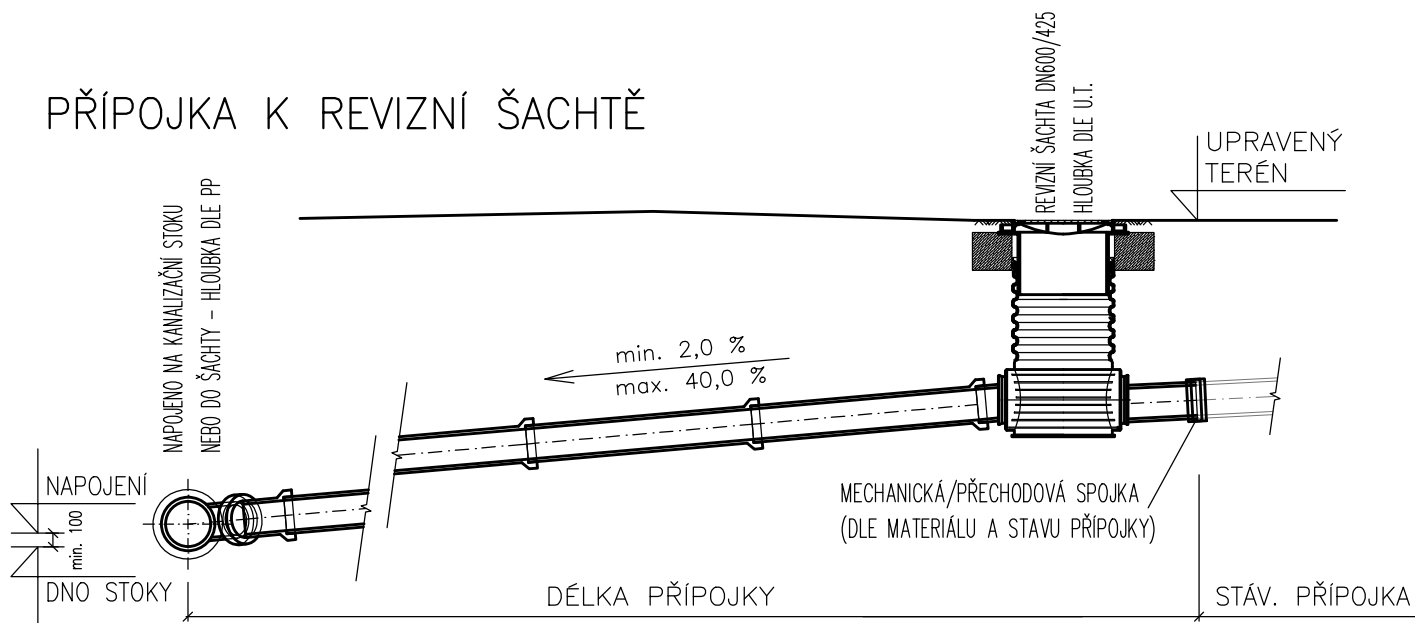 PŘÍPOJKA K REVIZNÍ ŠACHTĚ
REVIZNÍ ŠACHTA DN600/425
HLOUBKA DLE U.T.
UPRAVENÝ
TERÉN
NAPOJENO NA KANALIZAČNÍ STOKU
NEBO DO ŠACHTY – HLOUBKA DLE PP
min. 2,0 %
max. 40,0 %
NAPOJENÍ
min. 100
DNO STOKY
MECHANICKÁ/PŘECHODOVÁ SPOJKA
(DLE MATERIÁLU A STAVU PŘÍPOJKY)
DÉLKA PŘÍPOJKY
STÁV. PŘÍPOJKA